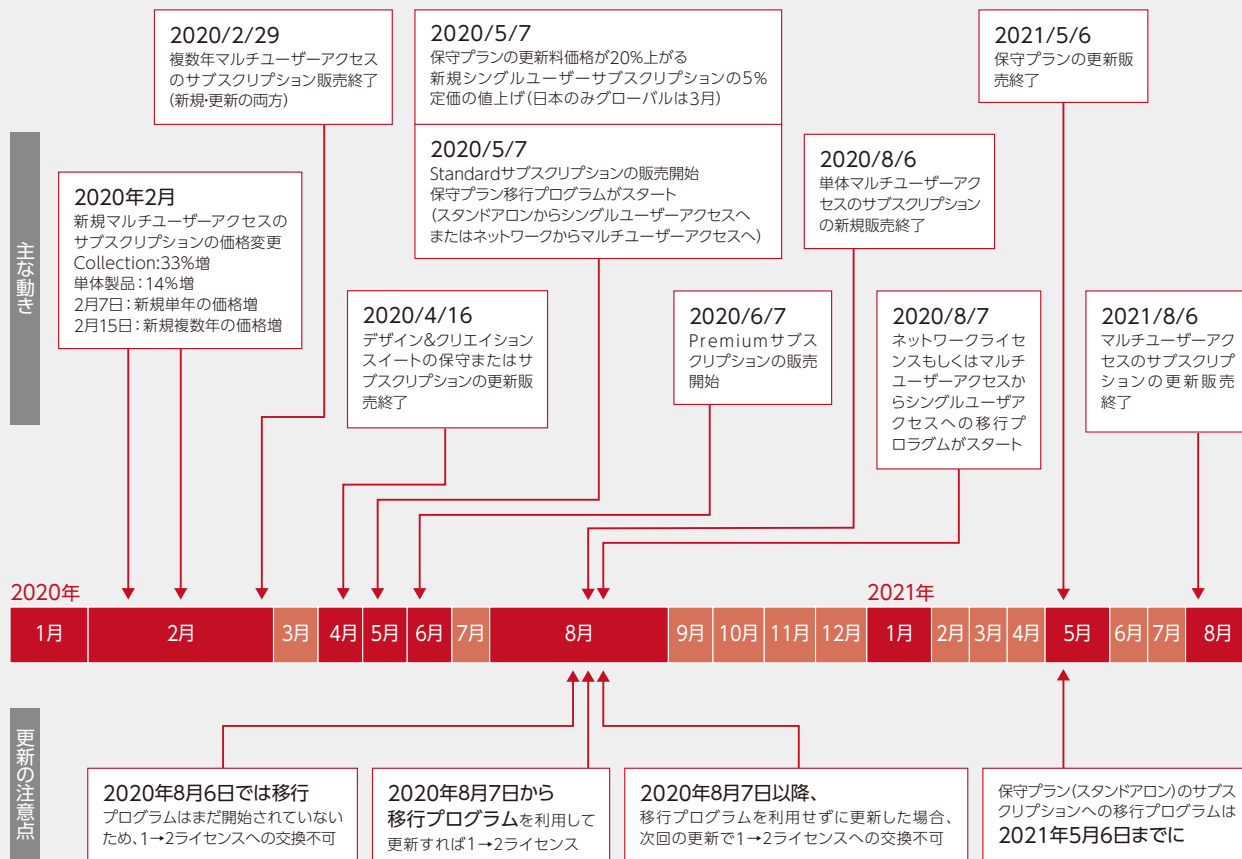 主な動き
2020年2月
新規マルチユーザーアクセスの
サブスクリプションの価格変更
Collection:33%増
単体製品：14%増
2月7日：新規単年の価格増
2月15日：新規複数年の価格増
2020/2/29
複数年マルチユーザーアクセス
のサブスクリプション販売終了
(新規・更新の両方)
2020/4/16
デザイン&クリエイション
スイートの保守またはサ
ブスクリプションの更新販
売終了
2020/5/7
保守プランの更新料価格が20%上がる
新規シングルユーザーサブスクリプションの5%
定価の値上げ(日本のみグローバルは3月)
2020/5/7
Standardサブスクリプションの販売開始
保守プラン移行プログラムがスタート
(スタンドアロンからシングルユーザーアクセスへ
またはネットワークからマルチユーザーアクセスへ)
2020/6/7
Premiumサブス
クリプションの販売
開始
2020/8/6
単体マルチユーザーアク
セスのサブスクリプション
の新規販売終了
2020/8/7
ネットワークライセ
ンスもしくはマルチ
ユーザーアクセスか
らシングルユーザア
クセスへの移行プ
ロラグムがスタート
2021/5/6
保守プランの更新販
売終了
2021/8/6
マルチユーザーアク
セスのサブスクリプ
ションの更新販売
終了
2020年
2021年
1月 2月 3月 4月 5月 6月 7月 8月 9月 10月 11月 12月 1月 2月 3月 4月 5月 6月 7月 8月
更新の注意点
2020年8月6日では移行
プログラムはまだ開始されていない
ため、1→2ライセンスへの交換不可
2020年8月7日から
移行プログラムを利用して
更新すれば1→2ライセンス
2020年8月7日以降、
移行プログラムを利用せずに更新した場合、
次回の更新で1→2ライセンスへの交換不可
保守プラン(スタンドアロン)のサブス
クリプションへの移行プログラムは
2021年5月6日までに